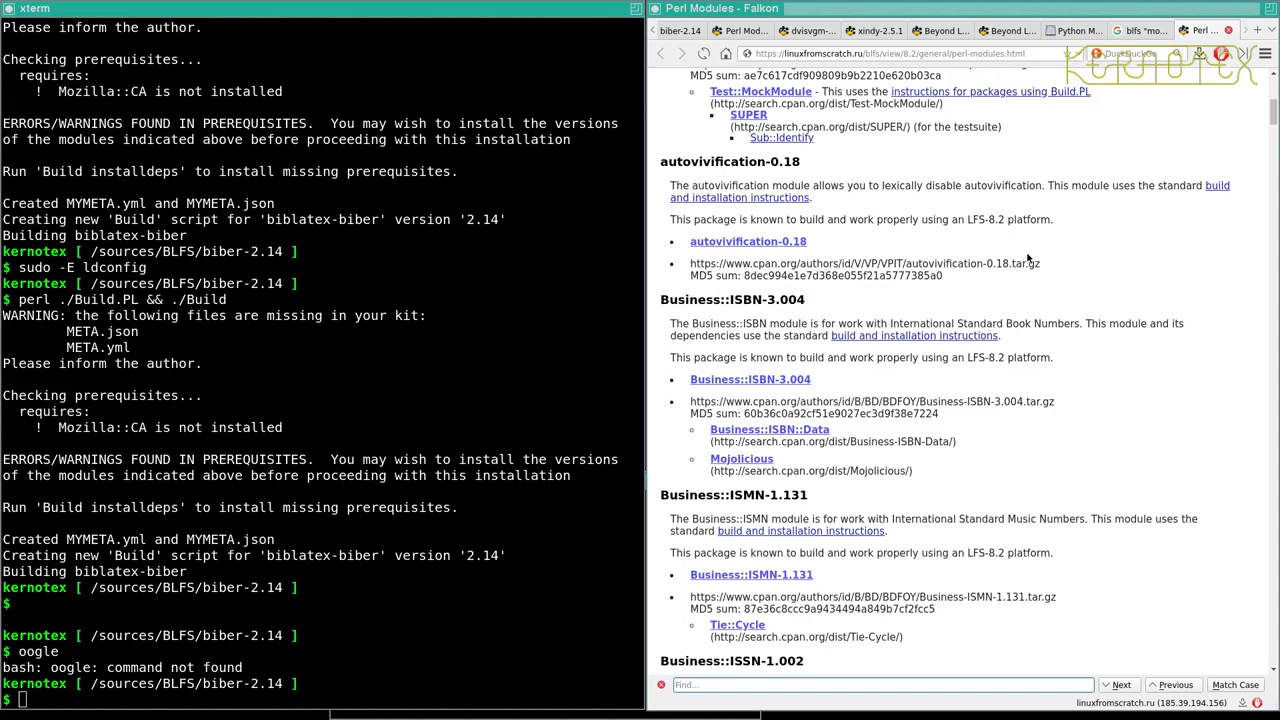 xterm
Please inform the author.
Checking prerequisites...
requires:
! Mozilla::CA is not installed
ERRORS/WARNINGS FOUND IN PREREQUISITES. You may wish to install the versions
of the modules indicated above before proceeding with this installation
Run 'Build installdeps' to install missing prerequisites.
Created MYMETA.yml and MYMETA.json
Creating new 'Build' script for 'biblatex-biber' version '2.14'
Building biblatex-biber
kernotex [ /sources/BLFS/biber-2.14 ]
$ sudo -E ldconfig
kernotex [ /sources/BLFS/biber-2.14 ]
$ perl ./Build.PL && ./Build
WARNING: the following files are missing in your kit:
META.json
META.yml
Please inform the author.
Checking prerequisites...
requires:
! Mozilla::CA is not installed
ERRORS/WARNINGS FOUND IN PREREQUISITES. You may wish to install the versions
of the modules indicated above before proceeding with this installation
Run 'Build installdeps' to install missing prerequisites.
Created MYMETA.yml and MYMETA.json
Creating new 'Build' script for 'biblatex-biber' version '2.14'
Building biblatex-biber
kernotex [ /sources/BLFS/biber-2.14 ]
$
kernotex [ /sources/BLFS/biber-2.14 ]
$ oogle
bash: oogle: command not found
kernotex [ /sources/BLFS/biber-2.14 ]
$
Perl Modules - Falkon
biber-2.14 Perl Mod... dvisvgm-... xindy-2.5.1 Beyond L... Beyond L... Python M... blfs "mo... Perl ...
https://linuxfromscratch.ru/blfs/view/8.2/general/perl-modules.html DuckDuckGo
KERNOTEX
MD5 sum: ae7c617cdf909809b9b2210e620b03ca
Test::MockModule - This uses the instructions for packages using Build.PL
(http://search.cpan.org/dist/Test-MockModule/)
SUPER
(http://search.cpan.org/dist/SUPER/) (for the testsuite)
Sub::Identify
autovivification-0.18
The autovivification module allows you to lexically disable autovivification. This module uses the standard build
and installation instructions.
This package is known to build and work properly using an LFS-8.2 platform.
autovivification-0.18
https://www.cpan.org/authors/id/V/VP/VPIT/autovivification-0.18.tar.gz
MD5 sum: 8dec994e1e7d368e055f21a5777385a0
Business::ISBN-3.004
The Business::ISBN module is for work with International Standard Book Numbers. This module and its
dependencies use the standard build and installation instructions.
This package is known to build and work properly using an LFS-8.2 platform.
Business::ISBN-3.004
https://www.cpan.org/authors/id/B/BD/BDFOY/Business-ISBN-3.004.tar.gz
MD5 sum: 60b36c0a92cf51e9027ec3d9f38e7224
Business::ISBN::Data
(http://search.cpan.org/dist/Business-ISBN-Data/)
Mojolicious
(http://search.cpan.org/dist/Mojolicious/)
Business::ISMN-1.131
The Business::ISMN module is for work with International Standard Music Numbers. This module uses the
standard build and installation instructions.
This package is known to build and work properly using an LFS-8.2 platform.
Business::ISMN-1.131
https://www.cpan.org/authors/id/B/BD/BDFOY/Business-ISMN-1.131.tar.gz
MD5 sum: 87e36c8ccc9a9434494a849b7cf2fcc5
Tie::Cycle
(http://search.cpan.org/dist/Tie-Cycle/)
Business::ISSN-1.002
Find... Next Previous Match Case
linuxfromscratch.ru (185.39.194.156)